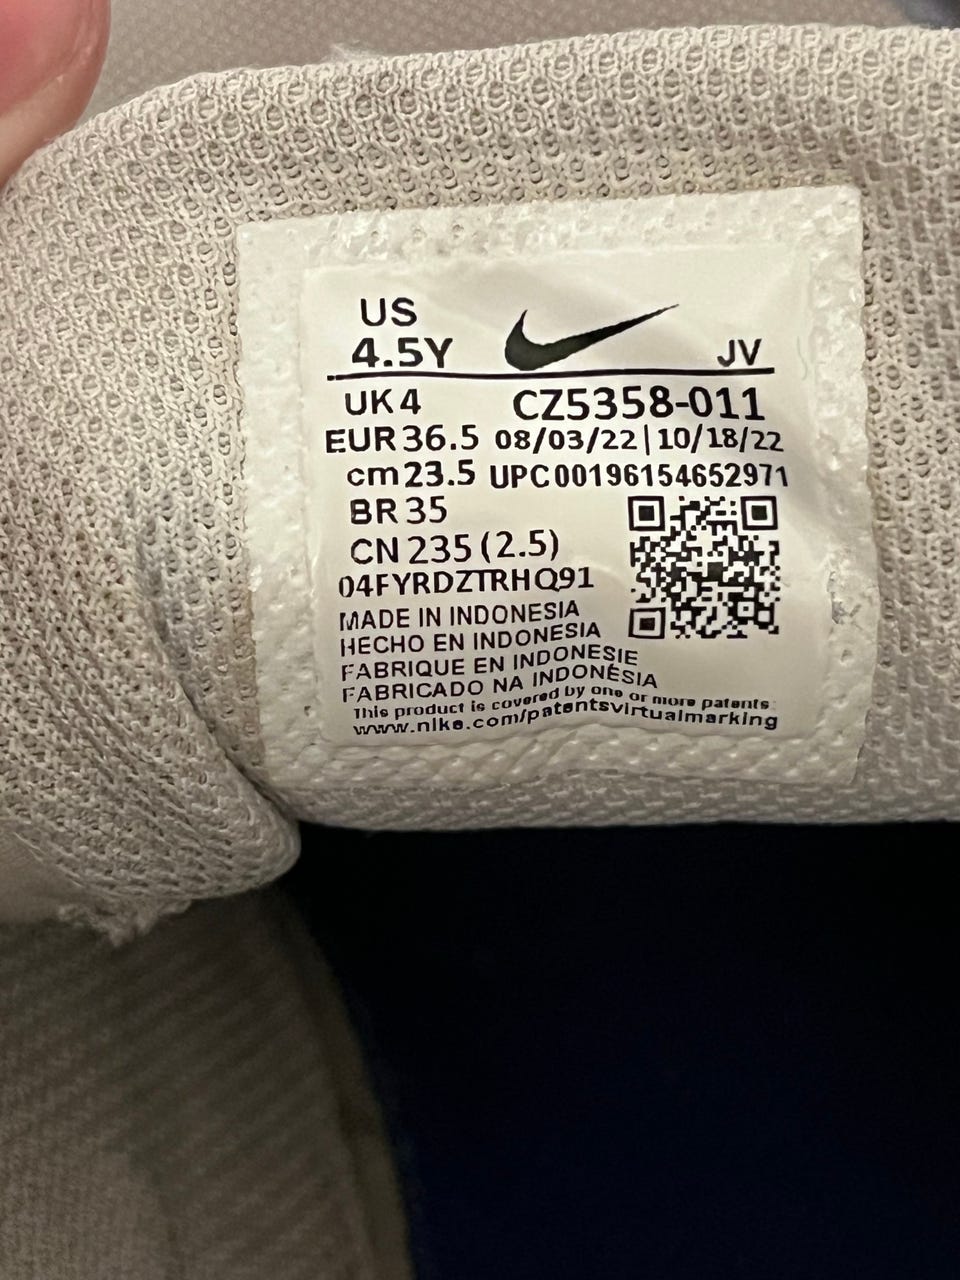 US
4.5Y JV
UK 4 CZ5358-011
EUR 36.5 08/03/22 | 10/18/22
cm 23.5 UPC 00196154652971
BR 35
CN 235 (2.5)
04FYRDZTRHQ91
MADE IN INDONESIA
HECHO EN INDONESIA
FABRIQUE EN INDONESIE
FABRICADO NA INDONÉSIA
This product is covered by one or more patents:
www.nike.com/patentsvirtualmarking